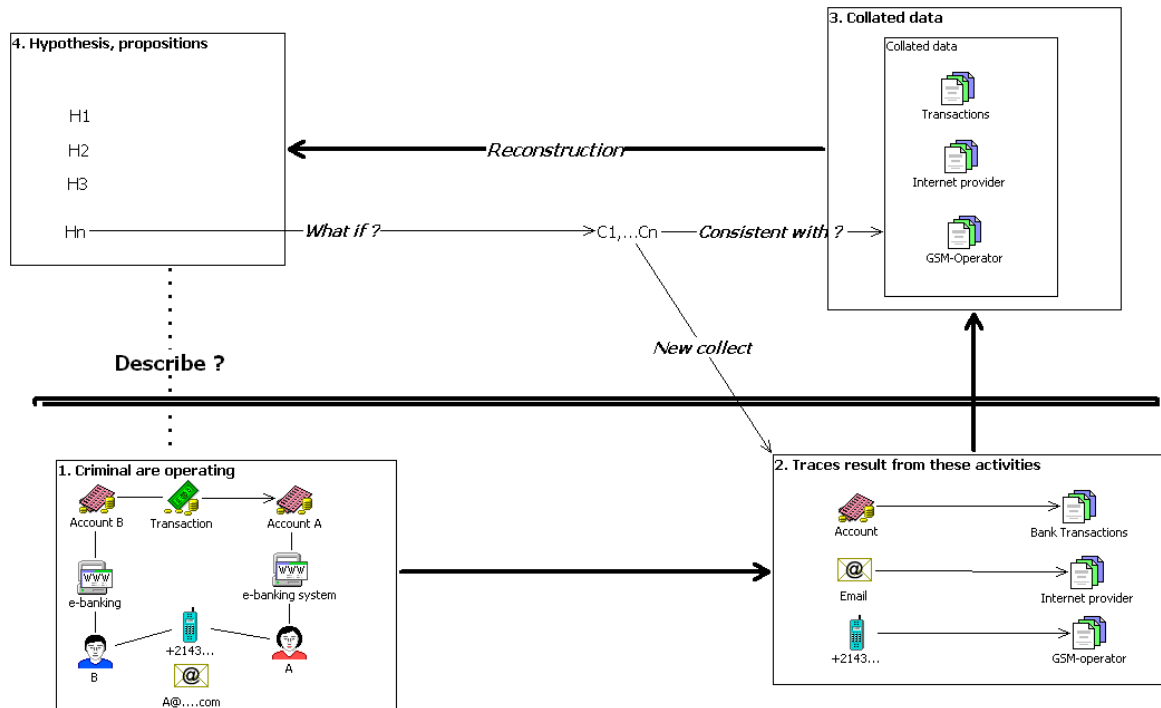 3. Collated data
4. Hypothesis, propositions
Collated data
Transactions
Internet provider
GSM-Operator
H1
H2
H3
Hn
Reconstruction
What if ?
C1,...Cn
Consistent with ?
New collect
Describe ?
1. Criminal are operating
Account B
Transaction
Account A
WWW
e-banking
WWW
e-banking system
+2143...
B
A
@
A@....com
2. Traces result from these activities
Account
Bank Transactions
@
Email
Internet provider
+2143...
GSM-operator